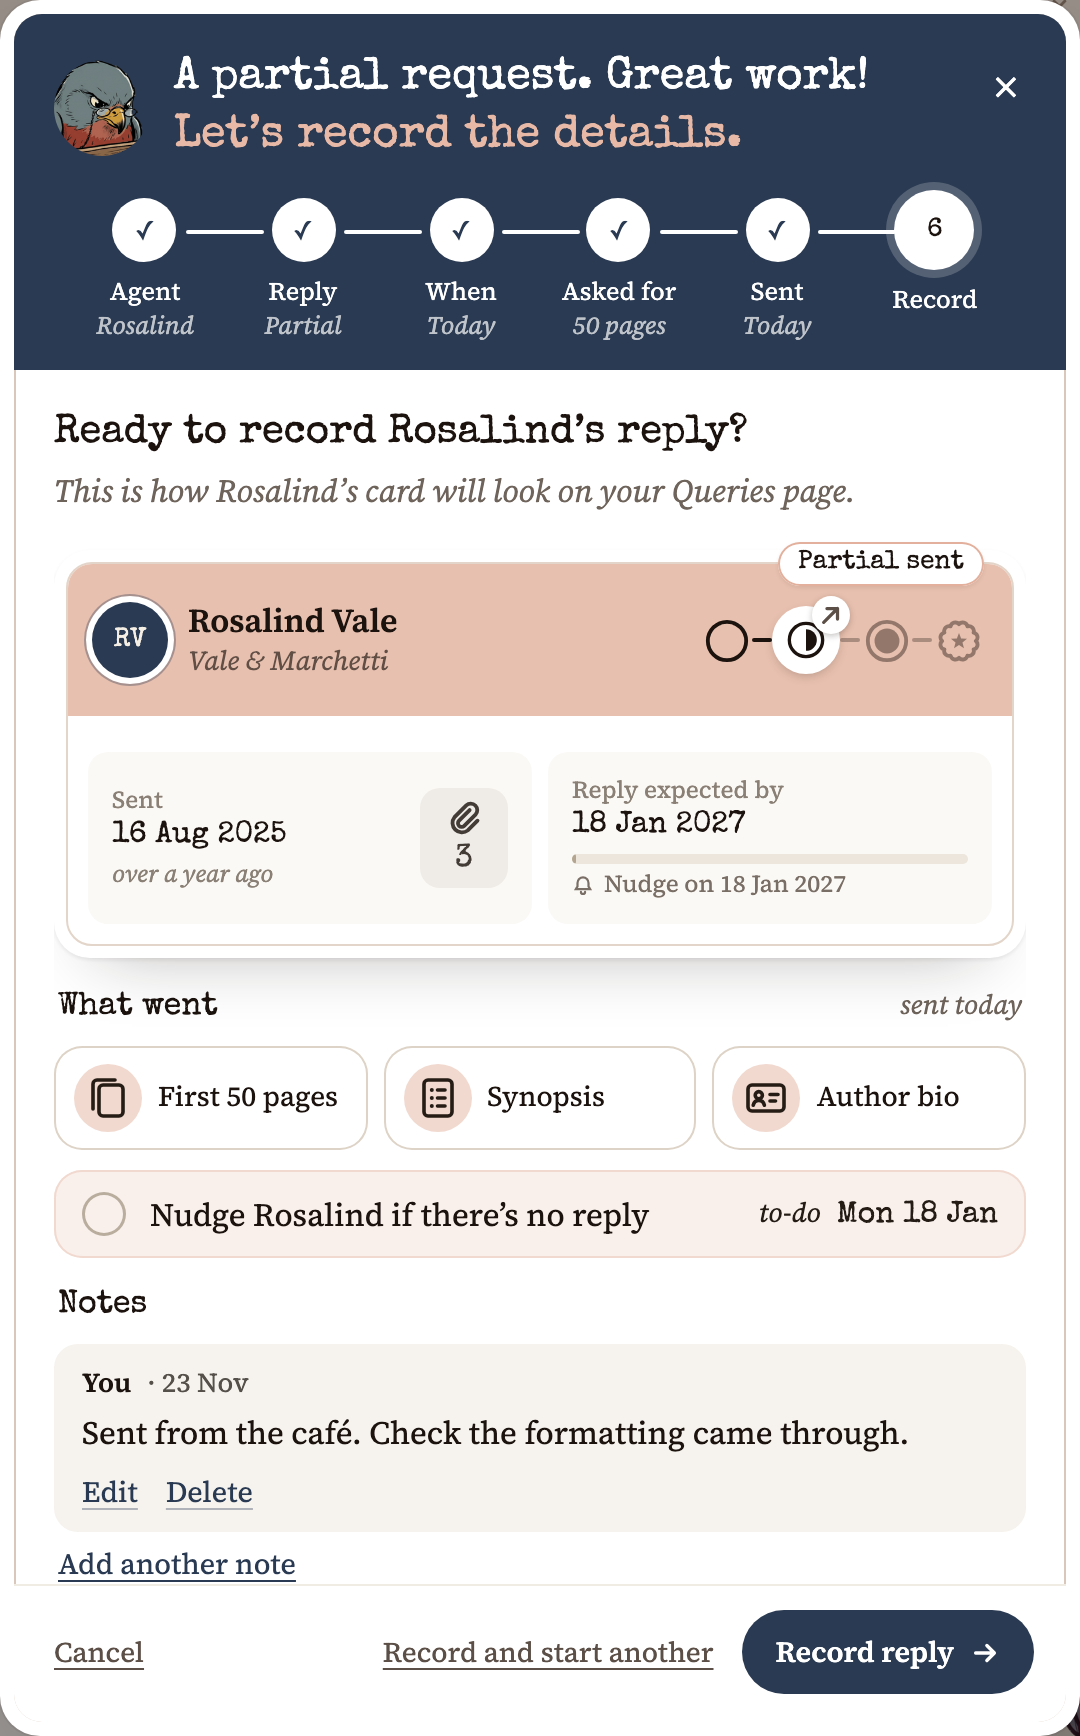 A partial request. Great work!
Let's record the details.
✓ ✓ ✓ ✓ ✓ 6
Agent Reply When Asked for Sent Record
Rosalind Partial Today 50 pages Today
Ready to record Rosalind's reply?
This is how Rosalind's card will look on your Queries page.
Partial sent
RV
Rosalind Vale
Vale & Marchetti
Sent
16 Aug 2025
over a year ago
3
Reply expected by
18 Jan 2027
Nudge on 18 Jan 2027
What went
sent today
First 50 pages
Synopsis
Author bio
Nudge Rosalind if there's no reply
to-do Mon 18 Jan
Notes
You · 23 Nov
Sent from the café. Check the formatting came through.
Edit Delete
Add another note
Cancel
Record and start another
Record reply →